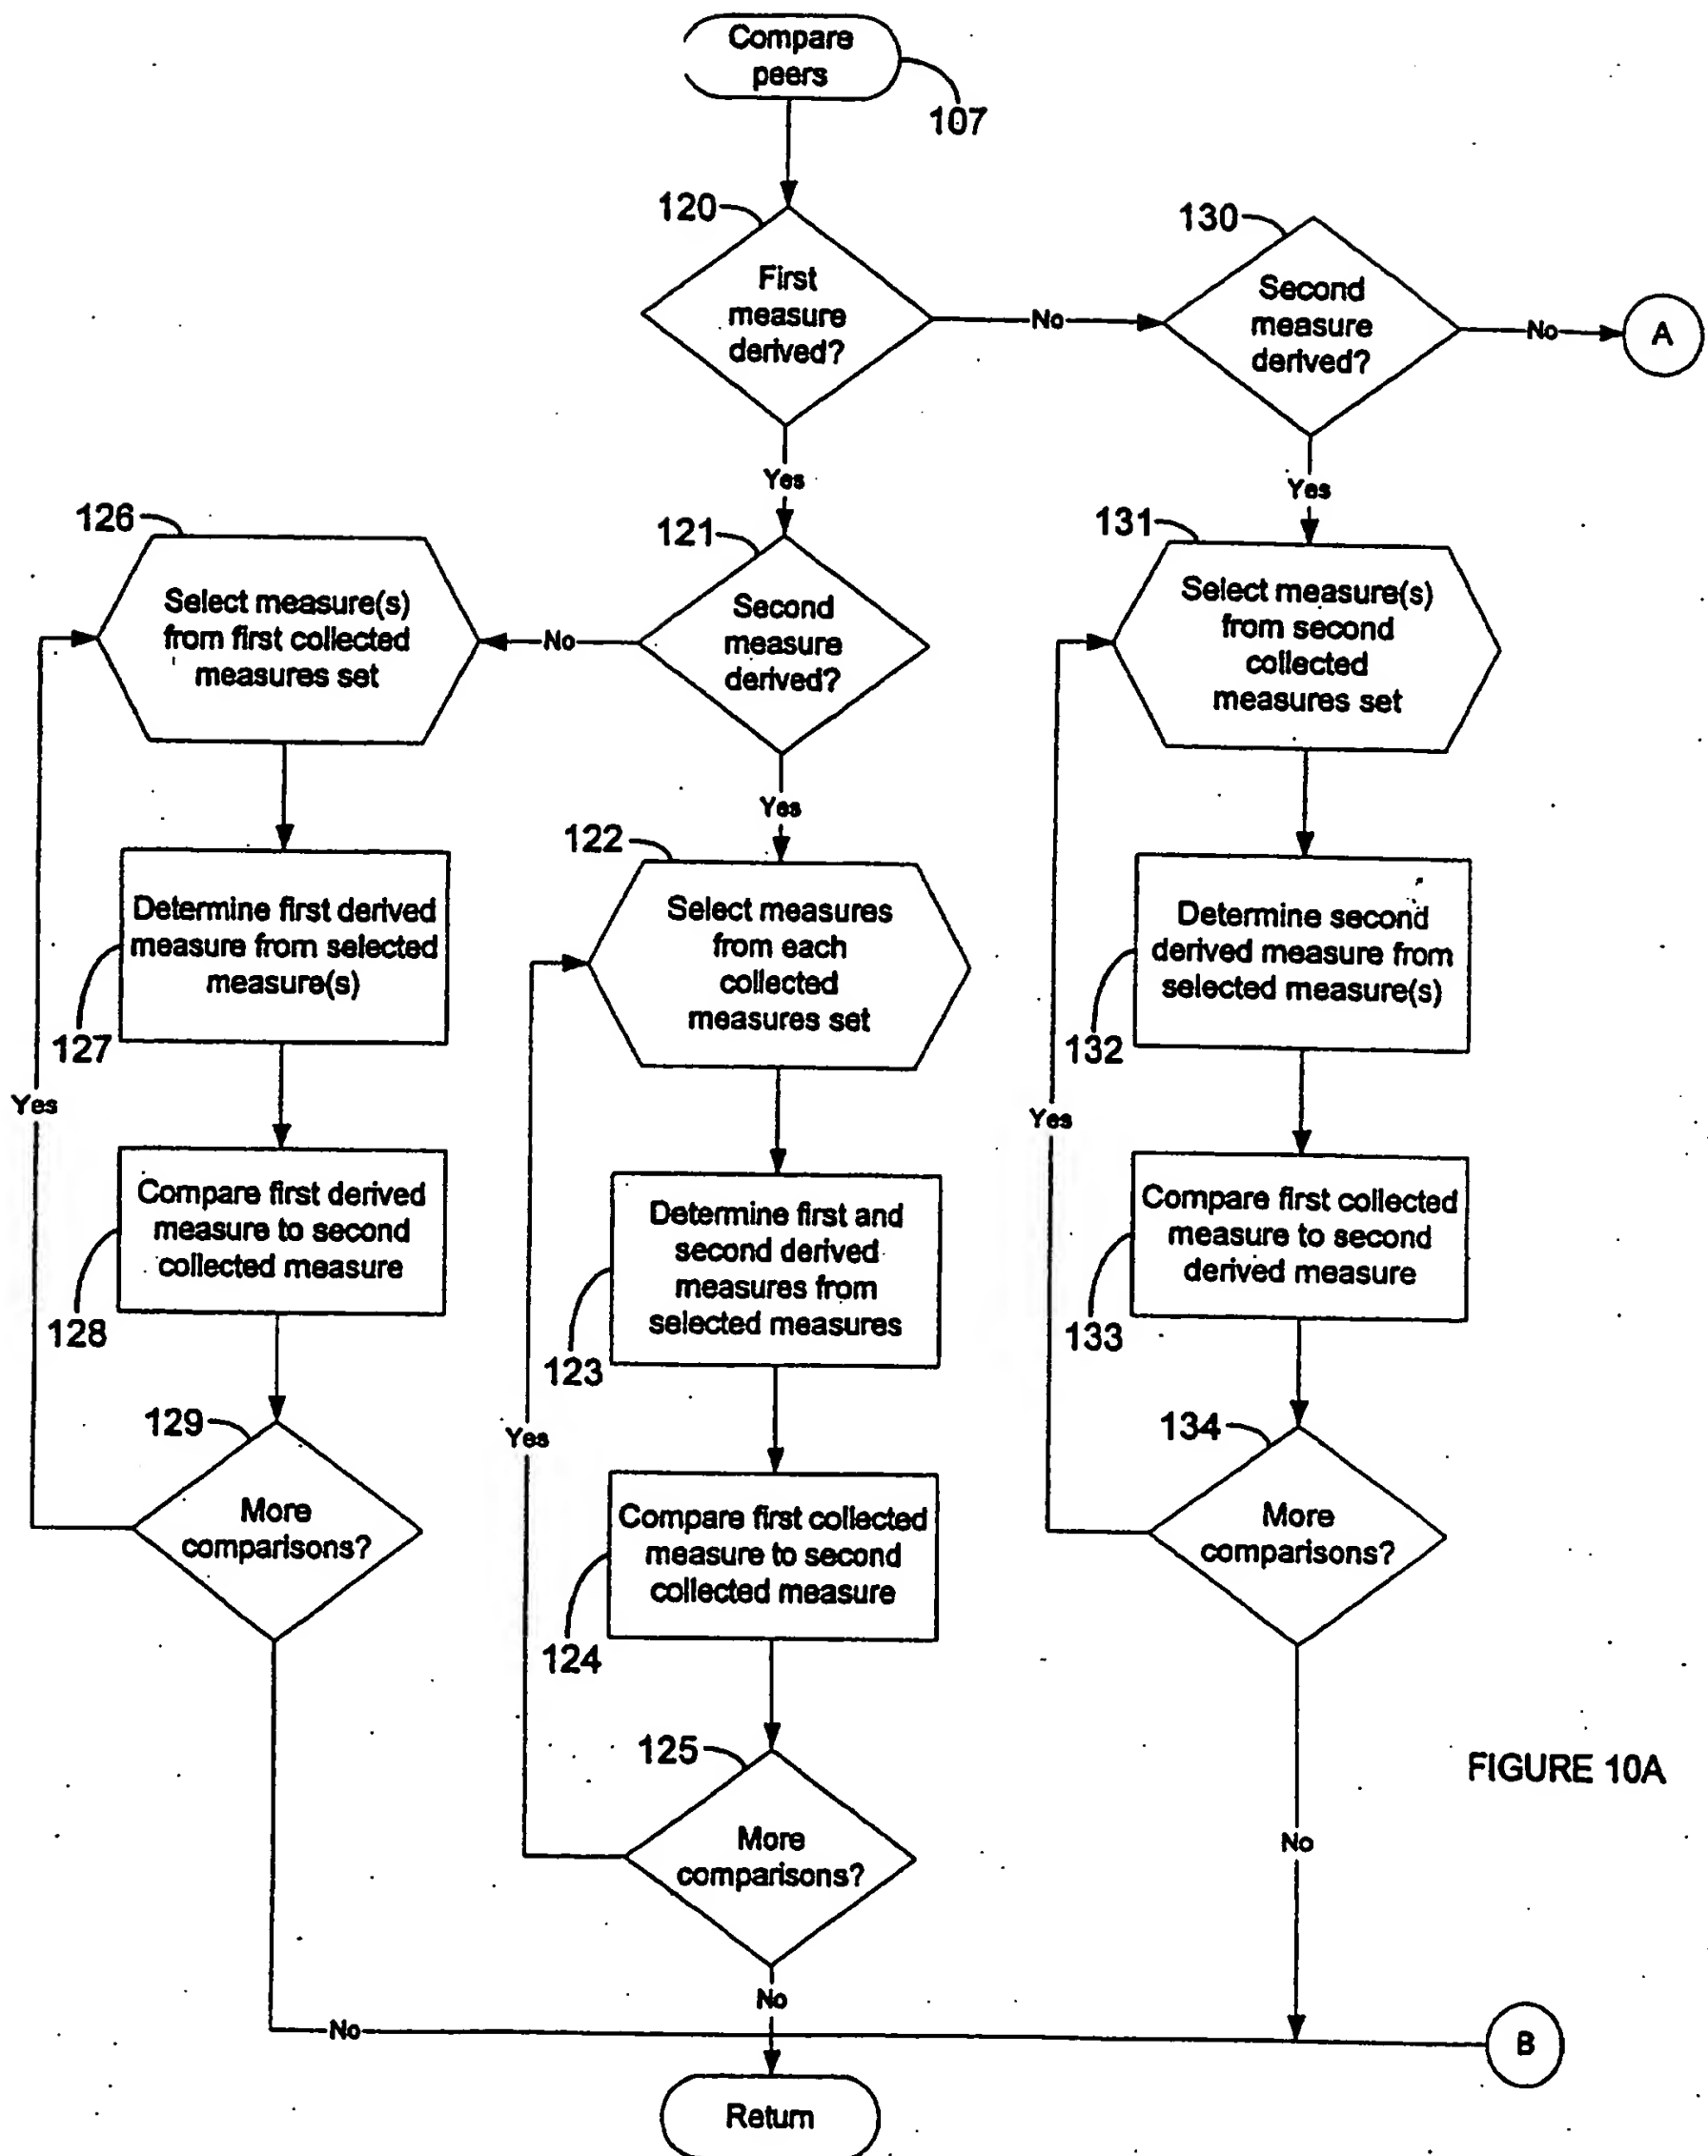 Compare
peers
107
120
First
measure
derived?
No
130
Second
measure
derived?
No
A
Yes
Yes
126
Select measure(s)
from first collected
measures set
No
121
Second
measure
derived?
131
Select measure(s)
from second
collected
measures set
Yes
122
Select measures
from each
collected
measures set
Determine first derived
measure from selected
measure(s)
127
Determine second
derived measure from
selected measure(s)
132
Yes
Yes
Compare first derived
measure to second
collected measure
128
Determine first and
second derived
measures from
selected measures
123
Compare first collected
measure to second
derived measure
133
129
More
comparisons?
Yes
Compare first collected
measure to second
collected measure
124
134
More
comparisons?
125
More
comparisons?
FIGURE 10A
No
No
No
B
Return